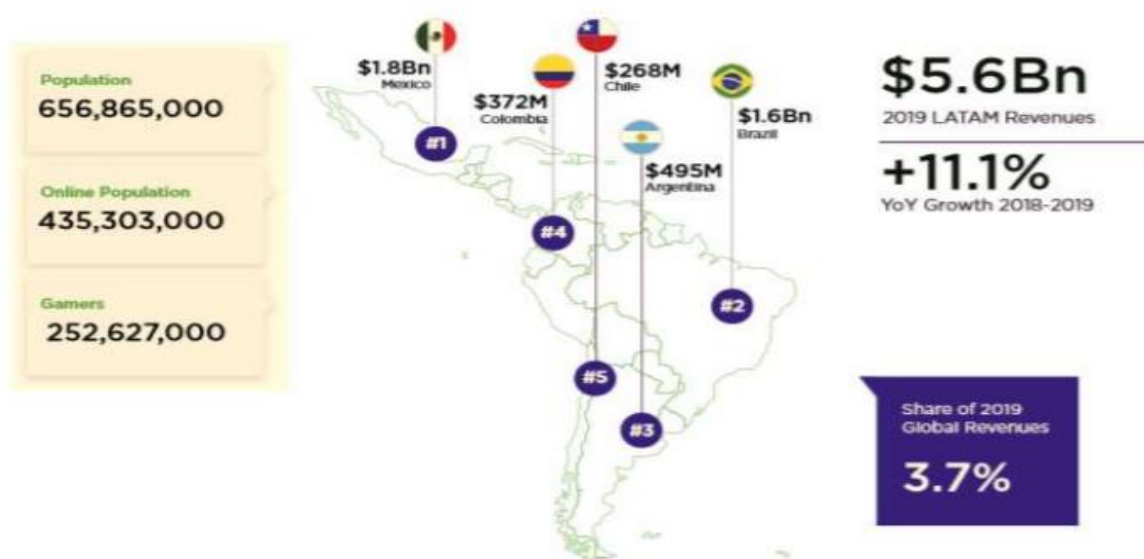 Population
656,865,000
Online Population
435,303,000
Gamers
252,627,000
$1.8Bn
Mexico
$372M
Colombia
$268M
Chile
$495M
Argentina
$1.6Bn
Brazil
#1
#4
#2
#5
#3
$5.6Bn
2019 LATAM Revenues
+11.1%
YoY Growth 2018-2019
Share of 2019
Global Revenues
3.7%